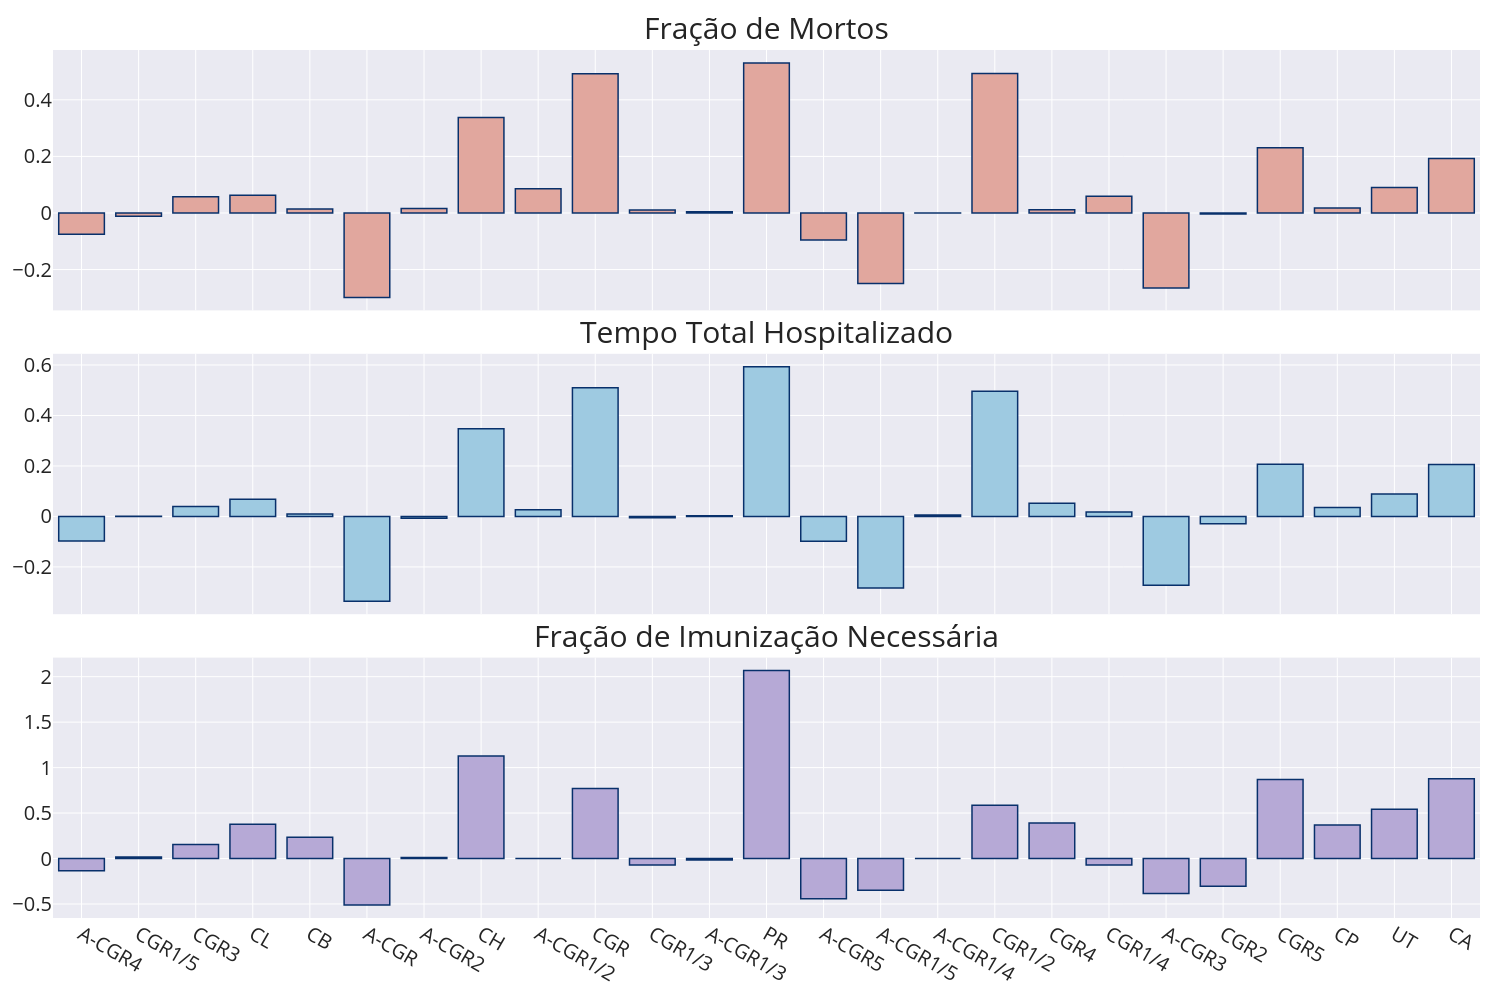 Fração de Mortos
0.4
0.2
0
−0.2
Tempo Total Hospitalizado
0.6
0.4
0.2
0
−0.2
Fração de Imunização Necessária
2
1.5
1
0.5
0
−0.5
A-CGR4
CGR1/5
CGR3
CL
CB
A-CGR
A-CGR2
CH
A-CGR1/2
CGR
CGR1/3
A-CGR1/3
PR
A-CGR5
A-CGR1/5
A-CGR1/4
CGR1/2
CGR4
CGR1/4
A-CGR3
CGR2
CGR5
CP
UT
CA